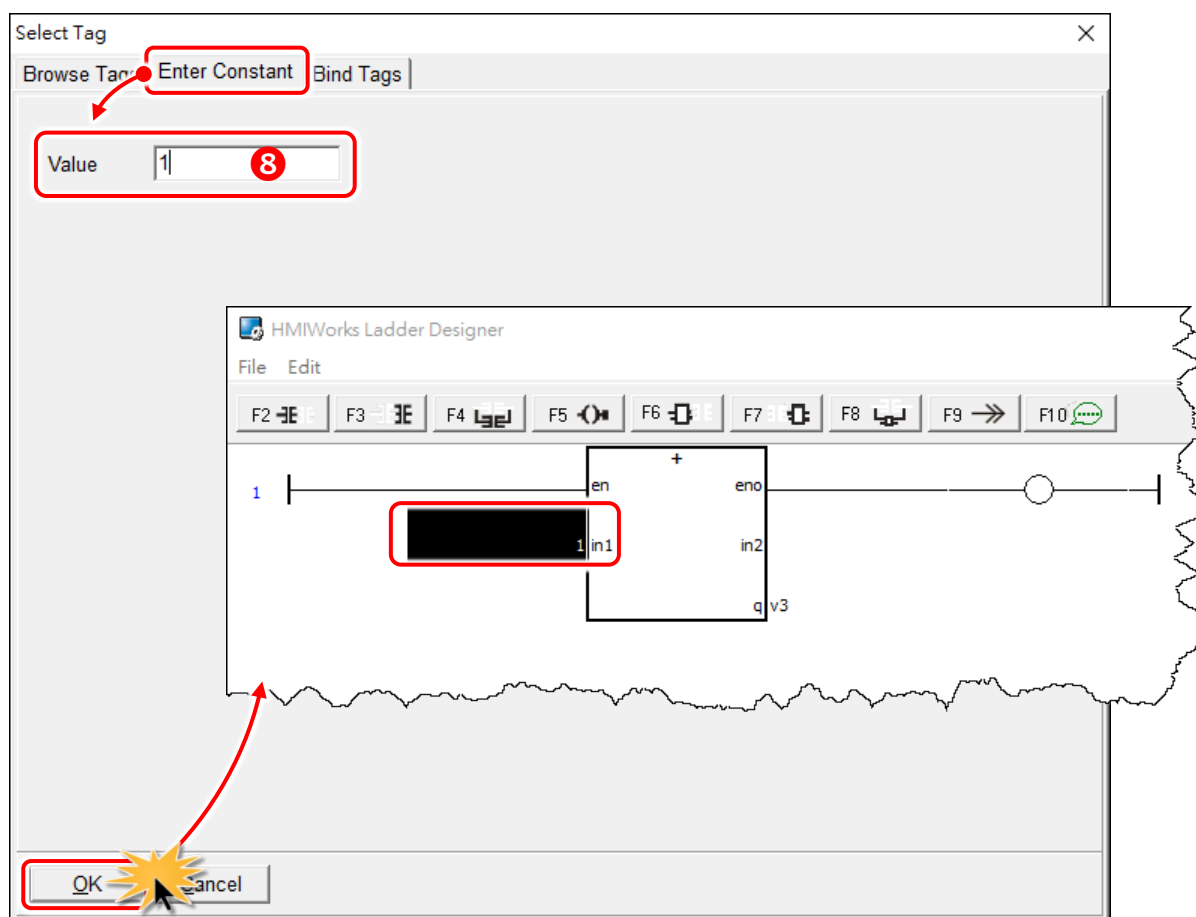 Select Tag
Browse Tags Enter Constant Bind Tags
Value 1 8
HMIWorks Ladder Designer
File Edit
F2 F3 F4 F5 F6 F7 F8 F9 F10
+
1 en eno
1 in1 in2
q v3
OK Cancel